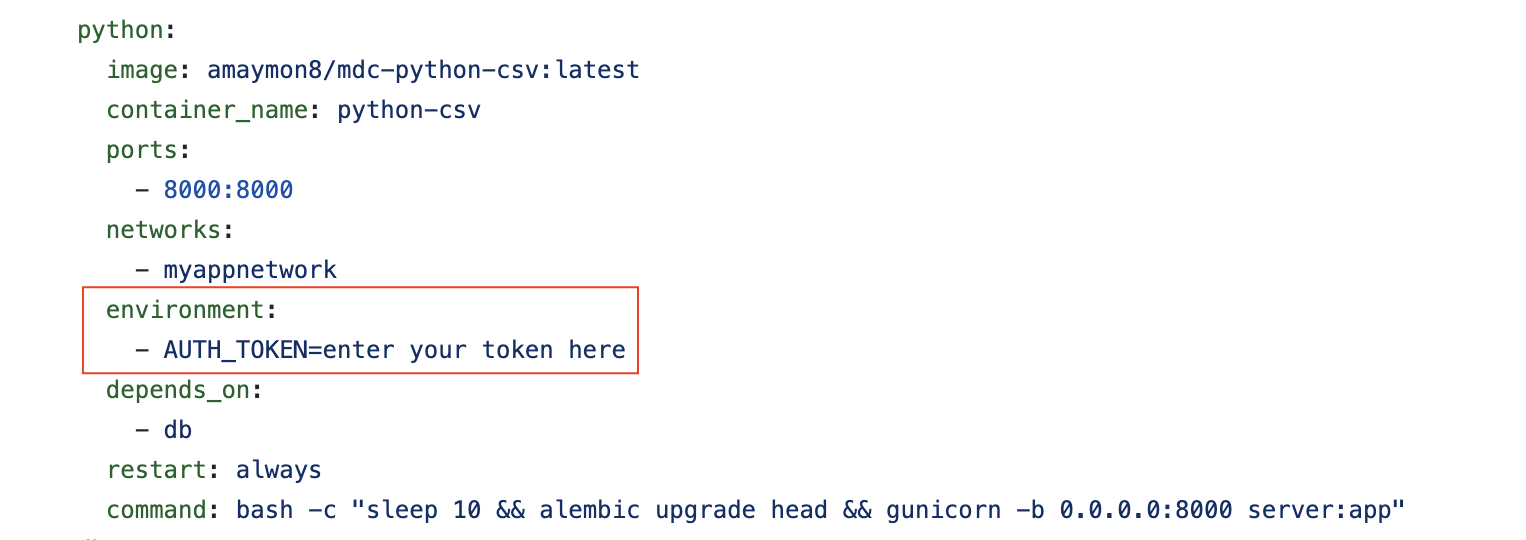 python:
image: amaymon8/mdc-python-csv:latest
container_name: python-csv
ports:
- 8000:8000
networks:
- myappnetwork
environment:
- AUTH_TOKEN=enter your token here
depends_on:
- db
restart: always
command: bash -c "sleep 10 && alembic upgrade head && gunicorn -b 0.0.0.0:8000 server:app"